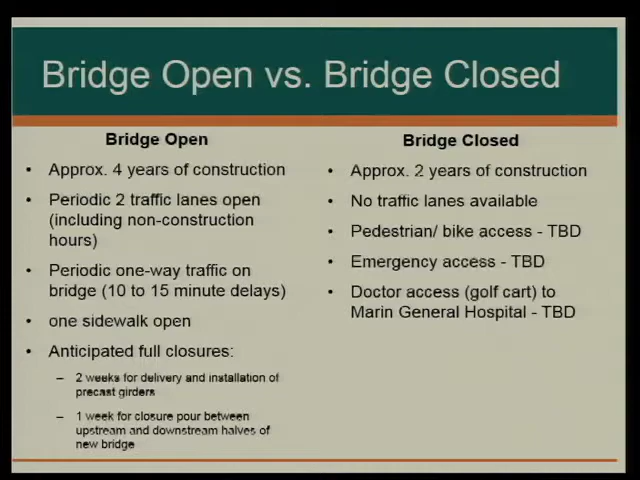 Bridge Open vs. Bridge Closed
Bridge Open
• Approx. 4 years of construction
• Periodic 2 traffic lanes open
(including non-construction
hours)
• Periodic one-way traffic on
bridge (10 to 15 minute delays)
• one sidewalk open
• Anticipated full closures:
– 2 weeks for delivery and installation of
precast girders
– 1 week for closure pour between
upstream and downstream halves of
new bridge
Bridge Closed
• Approx. 2 years of construction
• No traffic lanes available
• Pedestrian/ bike access - TBD
• Emergency access - TBD
• Doctor access (golf cart) to
Marin General Hospital - TBD